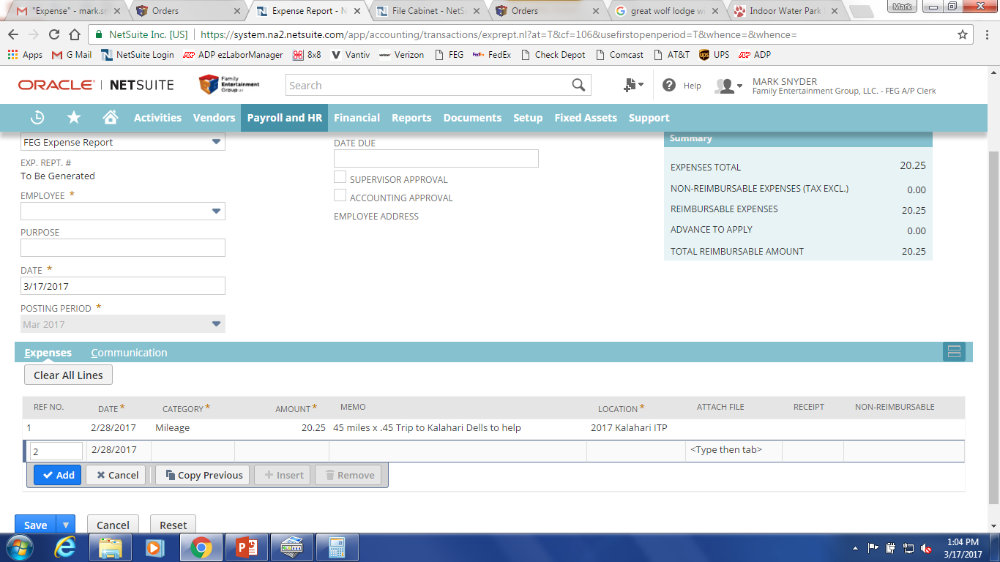 "Expense" - mark.sn
Orders
Expense Report - N
File Cabinet - NetS
Orders
great wolf lodge wi
Indoor Water Park
Mark
NetSuite Inc. [US]
https://system.na2.netsuite.com/app/accounting/transactions/exprept.nl?at=T&cf=106&usefirstopenperiod=T&whence=&whence=
Apps
G Mail
NetSuite Login
ADP ezLaborManager
8x8
Vantiv
Verizon
FEG
FedEx
Check Depot
Comcast
AT&T
UPS
ADP
ORACLE | NETSUITE
Family Entertainment Group LLC
Search
Help
MARK SNYDER
Family Entertainment Group, LLC. - FEG A/P Clerk
Activities
Vendors
Payroll and HR
Financial
Reports
Documents
Setup
Fixed Assets
Support
FEG Expense Report
EXP. REPT. #
To Be Generated
EMPLOYEE *
PURPOSE
DATE *
3/17/2017
POSTING PERIOD *
Mar 2017
DATE DUE
SUPERVISOR APPROVAL
ACCOUNTING APPROVAL
EMPLOYEE ADDRESS
Summary
EXPENSES TOTAL 20.25
NON-REIMBURSABLE EXPENSES (TAX EXCL.) 0.00
REIMBURSABLE EXPENSES 20.25
ADVANCE TO APPLY 0.00
TOTAL REIMBURSABLE AMOUNT 20.25
Expenses
Communication
Clear All Lines
REF NO. DATE * CATEGORY * AMOUNT * MEMO LOCATION * ATTACH FILE RECEIPT NON-REIMBURSABLE
1 2/28/2017 Mileage 20.25 45 miles x .45 Trip to Kalahari Dells to help 2017 Kalahari ITP
2 2/28/2017 <Type then tab>
Add
Cancel
Copy Previous
Insert
Remove
Save
Cancel
Reset
1:04 PM
3/17/2017